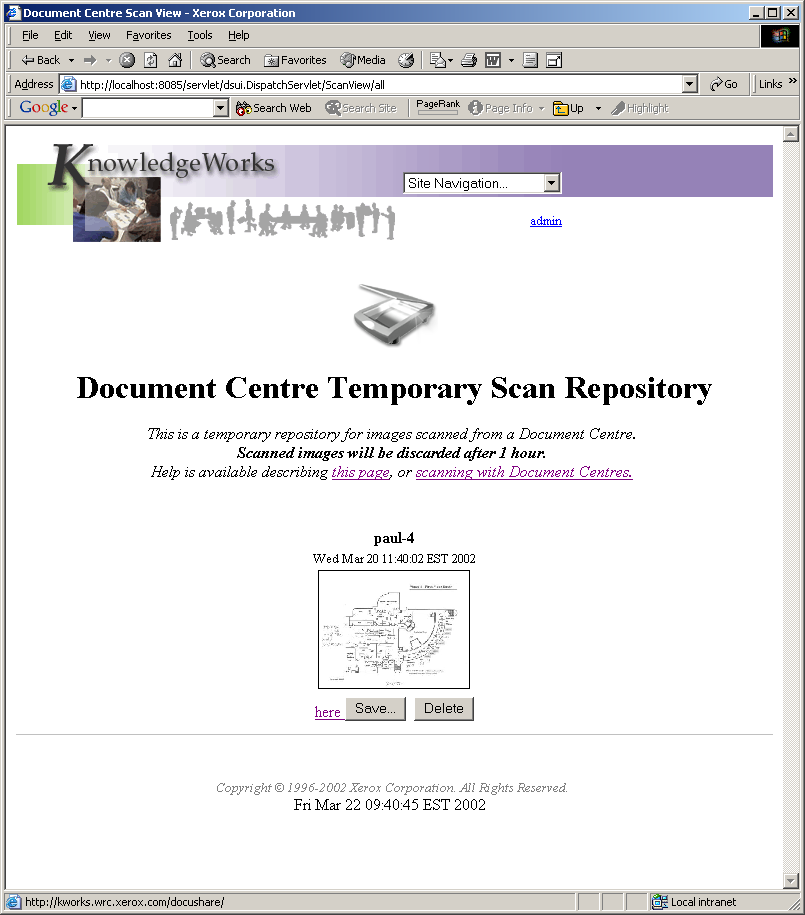 Document Centre Scan View - Xerox Corporation
File Edit View Favorites Tools Help
Back Search Favorites Media
Address http://localhost:8085/servlet/dsui.DispatchServlet/ScanView/all Go Links »
Google Search Web Search Site PageRank Page Info Up Highlight
KnowledgeWorks
Site Navigation...
admin
Document Centre Temporary Scan Repository
This is a temporary repository for images scanned from a Document Centre.
Scanned images will be discarded after 1 hour.
Help is available describing this page, or scanning with Document Centres.
paul-4
Wed Mar 20 11:40:02 EST 2002
here Save... Delete
Copyright © 1996-2002 Xerox Corporation. All Rights Reserved.
Fri Mar 22 09:40:45 EST 2002
http://kworks.wrc.xerox.com/docushare/ Local intranet